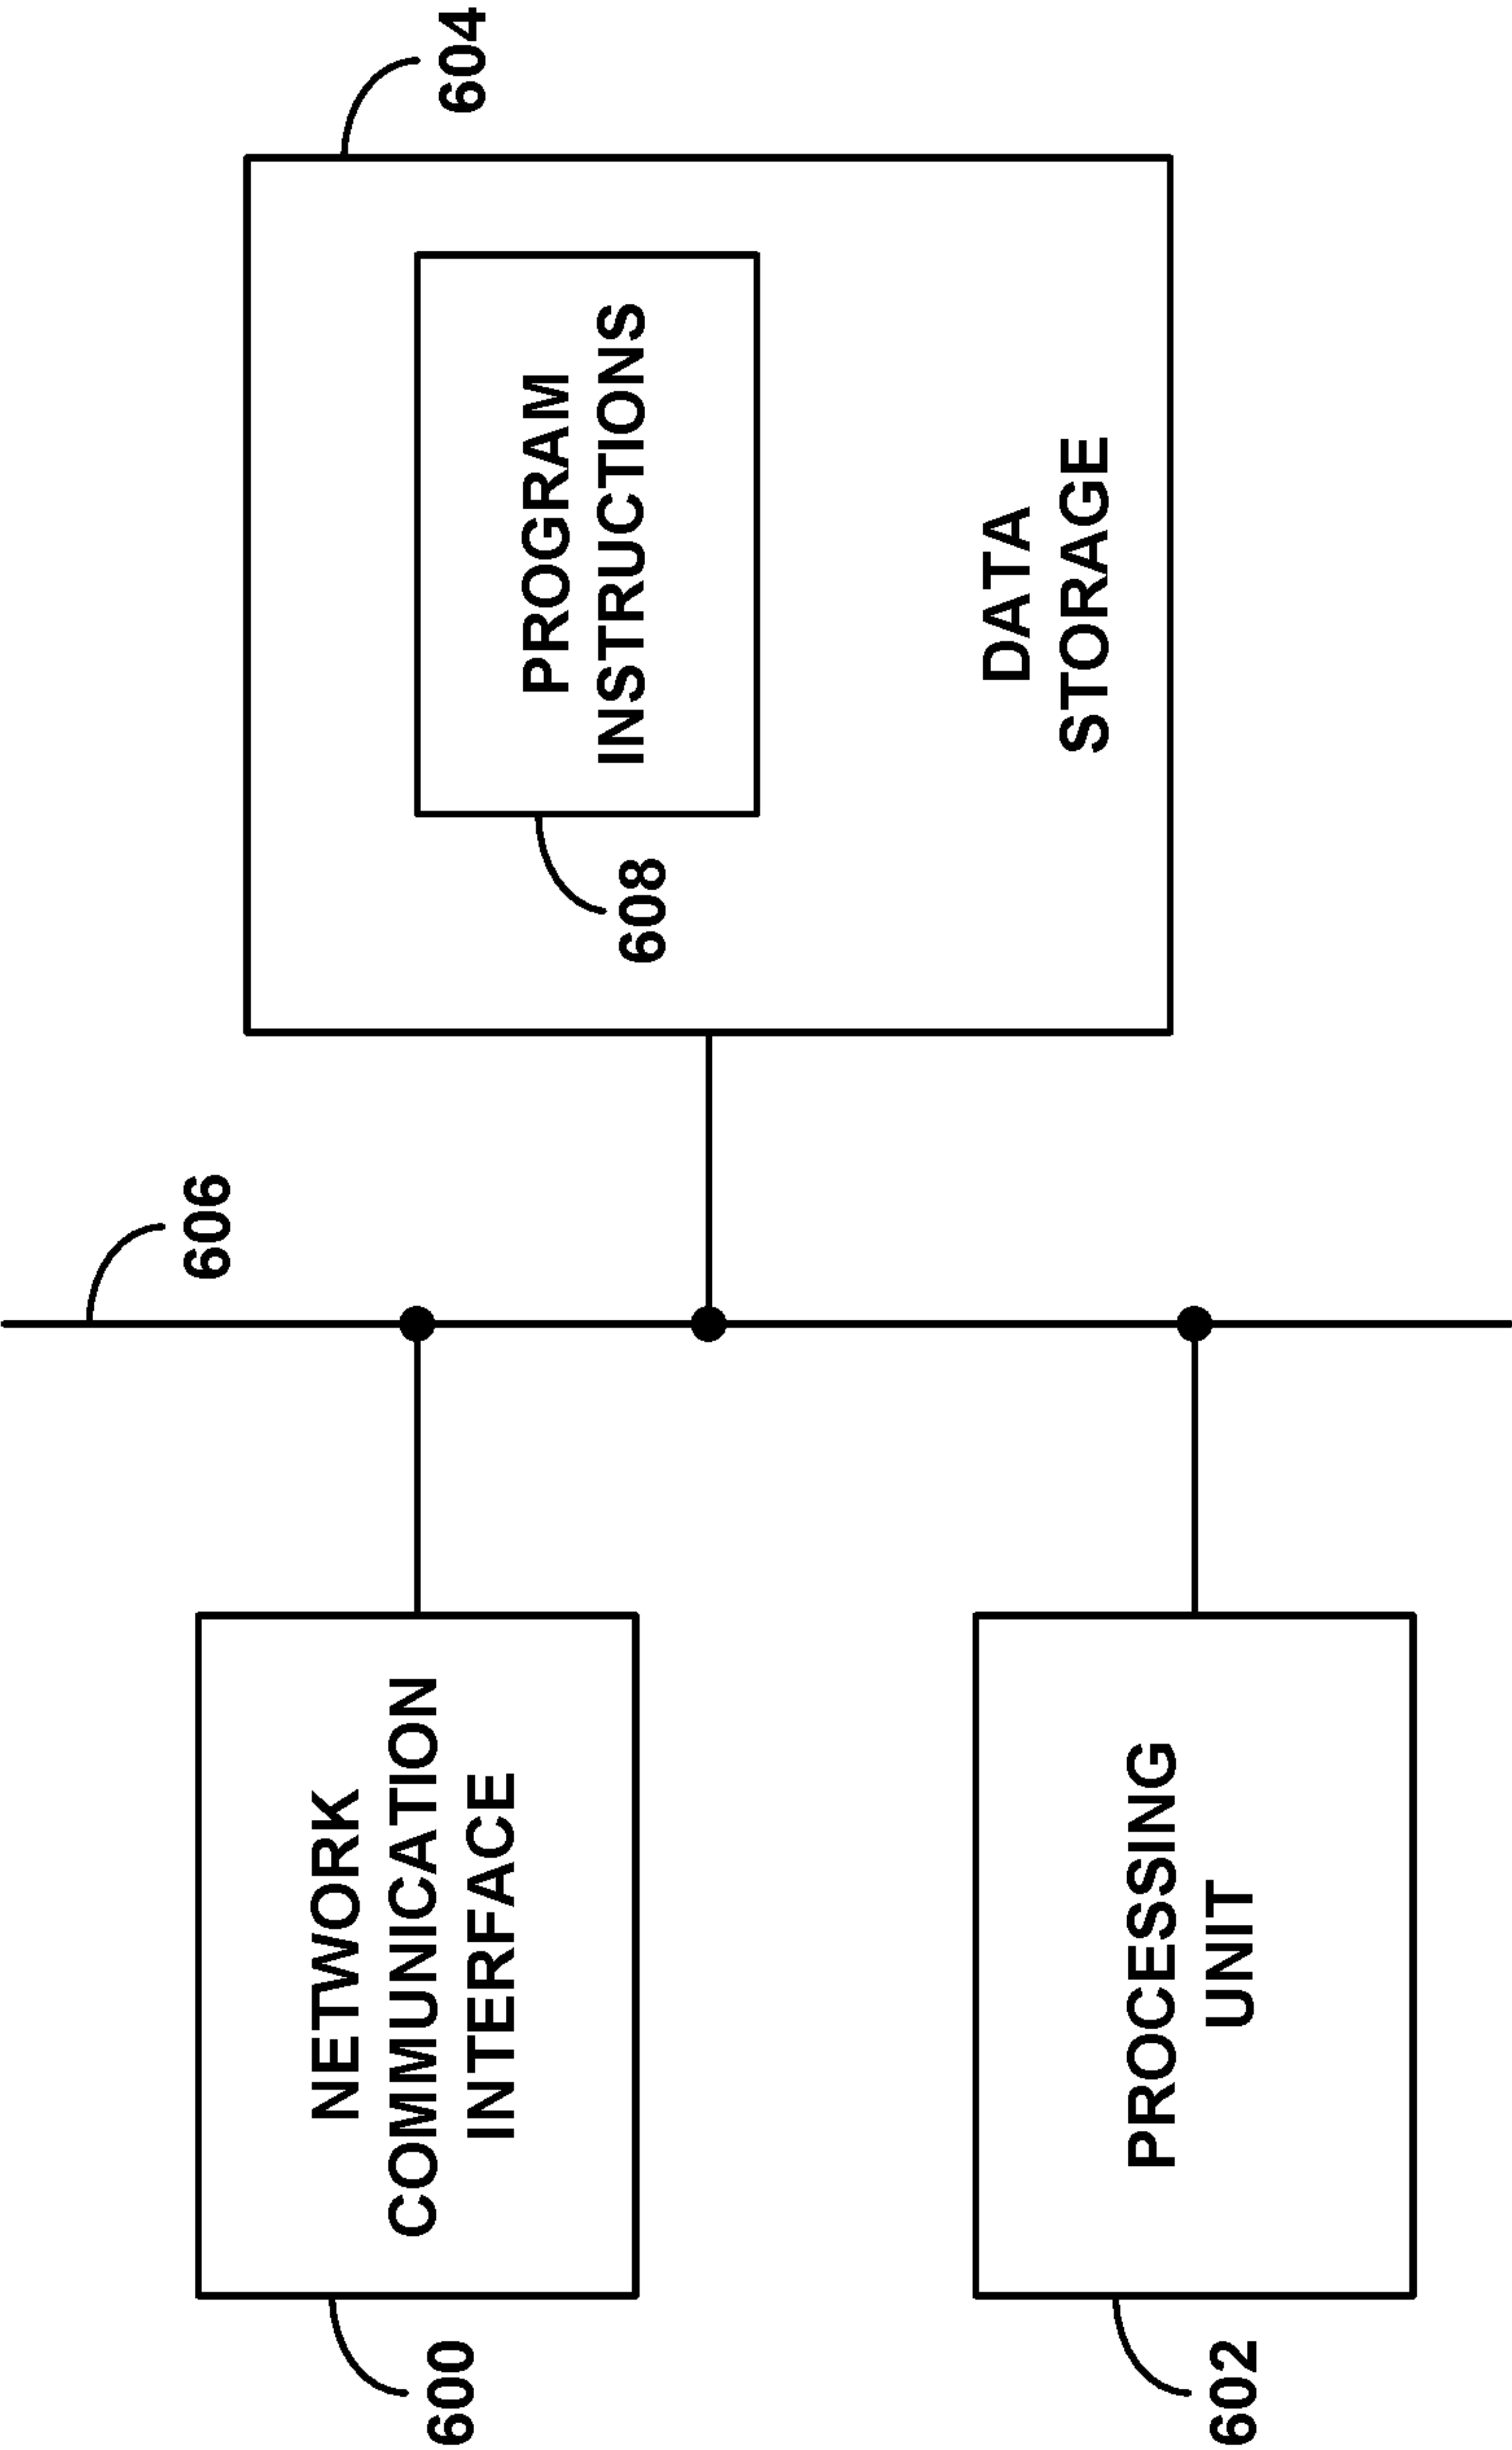 600
NETWORK
COMMUNICATION
INTERFACE
606
604
608
PROGRAM
INSTRUCTIONS
DATA
STORAGE
602
PROCESSING
UNIT